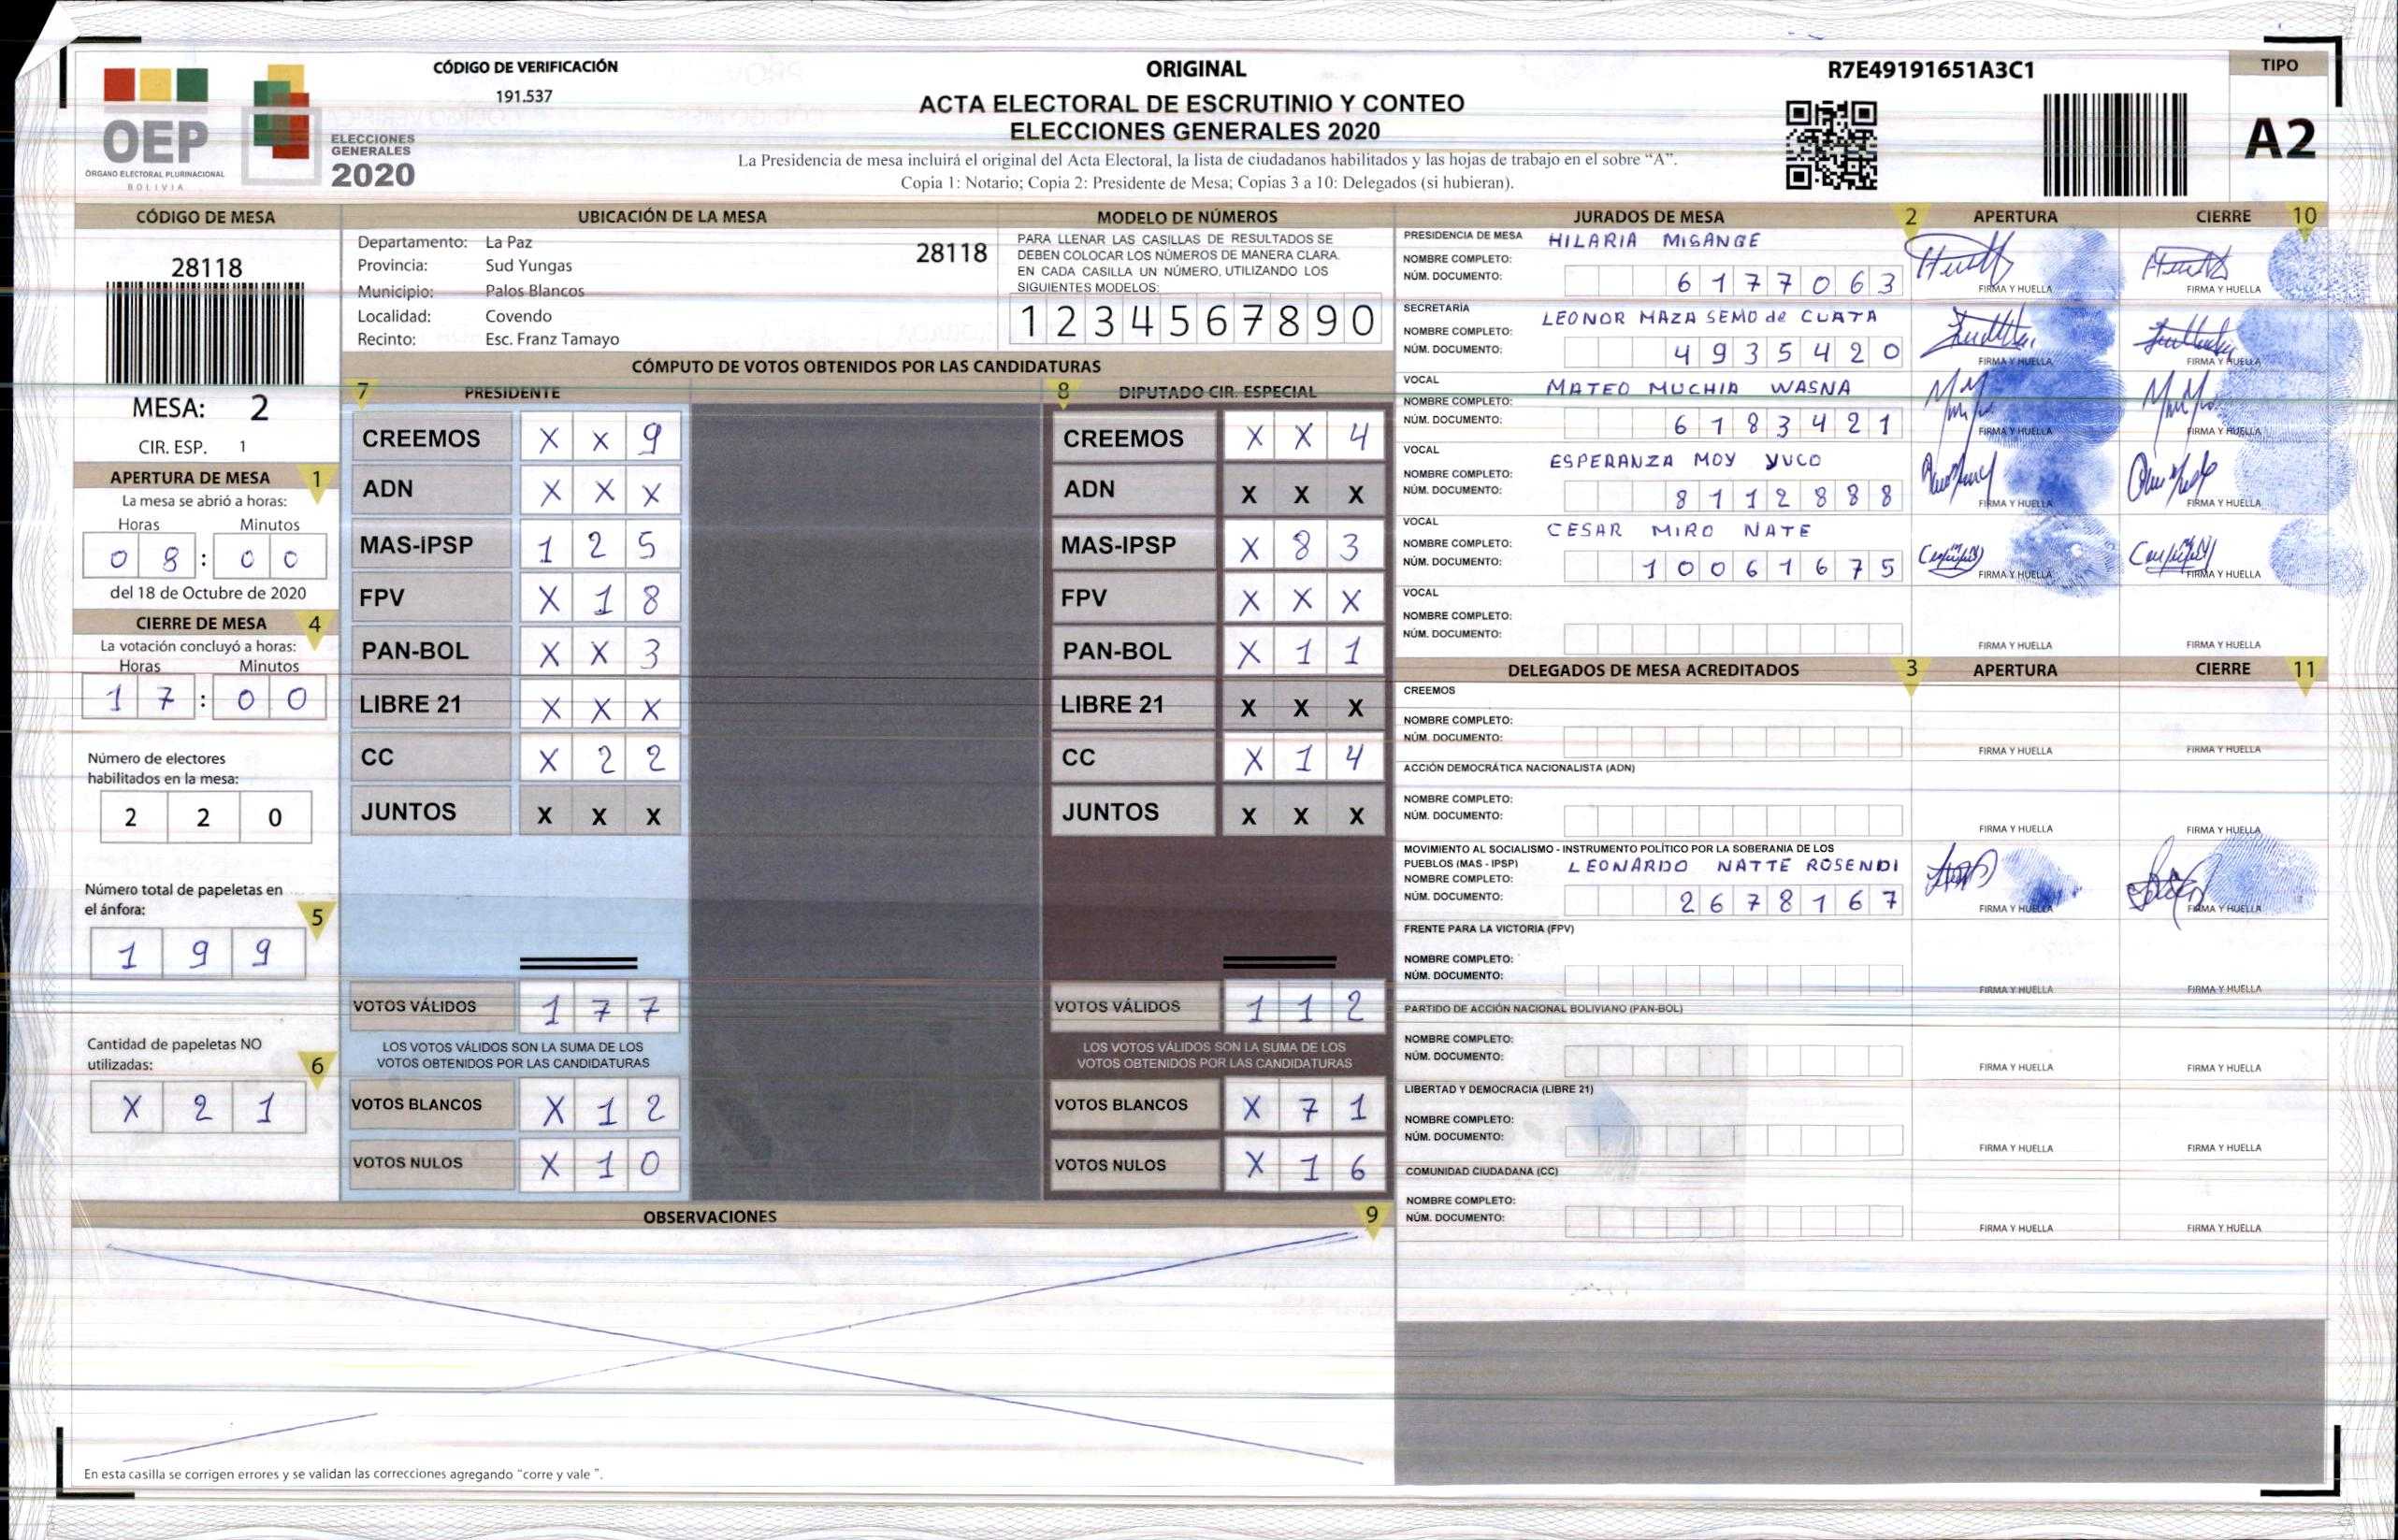 CÓDIGO DE VERIFICACIÓN
191.537
OEP
ÓRGANO ELECTORAL PLURINACIONAL
BOLIVIA
ELECCIONES
GENERALES
2020
ORIGINAL
ACTA ELECTORAL DE ESCRUTINIO Y CONTEO
ELECCIONES GENERALES 2020
La Presidencia de mesa incluirá el original del Acta Electoral, la lista de ciudadanos habilitados y las hojas de trabajo en el sobre “A”.
Copia 1: Notario; Copia 2: Presidente de Mesa; Copias 3 a 10: Delegados (si hubieran).
R7E49191651A3C1
TIPO
A2
CÓDIGO DE MESA
28118
MESA: 2
CIR. ESP. 1
APERTURA DE MESA 1
La mesa se abrió a horas:
Horas Minutos
0 8 : 0 0
del 18 de Octubre de 2020
CIERRE DE MESA 4
La votación concluyó a horas:
Horas Minutos
1 7 : 0 0
Número de electores
habilitados en la mesa:
2 2 0
Número total de papeletas en
el ánfora: 5
1 9 9
Cantidad de papeletas NO
utilizadas: 6
X 2 1
UBICACIÓN DE LA MESA
Departamento: La Paz 28118
Provincia: Sud Yungas
Municipio: Palos Blancos
Localidad: Covendo
Recinto: Esc. Franz Tamayo
MODELO DE NÚMEROS
PARA LLENAR LAS CASILLAS DE RESULTADOS SE
DEBEN COLOCAR LOS NÚMEROS DE MANERA CLARA.
EN CADA CASILLA UN NÚMERO, UTILIZANDO LOS
SIGUIENTES MODELOS:
1 2 3 4 5 6 7 8 9 0
CÓMPUTO DE VOTOS OBTENIDOS POR LAS CANDIDATURAS
7 PRESIDENTE
CREEMOS X X 9
ADN X X X
MAS-IPSP 1 2 5
FPV X 1 8
PAN-BOL X X 3
LIBRE 21 X X X
CC X 2 2
JUNTOS X X X
VOTOS VÁLIDOS 1 7 7
LOS VOTOS VÁLIDOS SON LA SUMA DE LOS
VOTOS OBTENIDOS POR LAS CANDIDATURAS
VOTOS BLANCOS X 1 2
VOTOS NULOS X 1 0
8 DIPUTADO CIR. ESPECIAL
CREEMOS X X 4
ADN X X X
MAS-IPSP X 8 3
FPV X X X
PAN-BOL X 1 1
LIBRE 21 X X X
CC X 1 4
JUNTOS X X X
VOTOS VÁLIDOS 1 1 2
LOS VOTOS VÁLIDOS SON LA SUMA DE LOS
VOTOS OBTENIDOS POR LAS CANDIDATURAS
VOTOS BLANCOS X 7 1
VOTOS NULOS X 1 6
OBSERVACIONES 9
En esta casilla se corrigen errores y se validan las correcciones agregando “corre y vale ”.
JURADOS DE MESA 2 APERTURA CIERRE 10
PRESIDENCIA DE MESA HILARIA MISANGE
NOMBRE COMPLETO:
NÚM. DOCUMENTO: 6 1 7 7 0 6 3
FIRMA Y HUELLA FIRMA Y HUELLA
SECRETARÍA
LEONOR MAZA SEMO de CUATA
NOMBRE COMPLETO:
NÚM. DOCUMENTO: 4 9 3 5 4 2 0
FIRMA Y HUELLA FIRMA Y HUELLA
VOCAL
MATEO MUCHIA WASNA
NOMBRE COMPLETO:
NÚM. DOCUMENTO: 6 1 8 3 4 2 1
FIRMA Y HUELLA FIRMA Y HUELLA
VOCAL
ESPERANZA MOY YUCO
NOMBRE COMPLETO:
NÚM. DOCUMENTO: 8 1 1 2 8 8 8
FIRMA Y HUELLA FIRMA Y HUELLA
VOCAL
CESAR MIRO NATE
NOMBRE COMPLETO:
NÚM. DOCUMENTO: 1 0 0 6 1 6 7 5
FIRMA Y HUELLA FIRMA Y HUELLA
VOCAL
NOMBRE COMPLETO:
NÚM. DOCUMENTO:
FIRMA Y HUELLA FIRMA Y HUELLA
DELEGADOS DE MESA ACREDITADOS 3 APERTURA CIERRE 11
CREEMOS
NOMBRE COMPLETO:
NÚM. DOCUMENTO:
FIRMA Y HUELLA FIRMA Y HUELLA
ACCIÓN DEMOCRÁTICA NACIONALISTA (ADN)
NOMBRE COMPLETO:
NÚM. DOCUMENTO:
FIRMA Y HUELLA FIRMA Y HUELLA
MOVIMIENTO AL SOCIALISMO - INSTRUMENTO POLÍTICO POR LA SOBERANIA DE LOS
PUEBLOS (MAS - IPSP) LEONARDO NATTE ROSENDI
NOMBRE COMPLETO:
NÚM. DOCUMENTO: 2 6 7 8 1 6 7
FIRMA Y HUELLA FIRMA Y HUELLA
FRENTE PARA LA VICTORIA (FPV)
NOMBRE COMPLETO:
NÚM. DOCUMENTO:
FIRMA Y HUELLA FIRMA Y HUELLA
PARTIDO DE ACCIÓN NACIONAL BOLIVIANO (PAN-BOL)
NOMBRE COMPLETO:
NÚM. DOCUMENTO:
FIRMA Y HUELLA FIRMA Y HUELLA
LIBERTAD Y DEMOCRACIA (LIBRE 21)
NOMBRE COMPLETO:
NÚM. DOCUMENTO:
FIRMA Y HUELLA FIRMA Y HUELLA
COMUNIDAD CIUDADANA (CC)
NOMBRE COMPLETO:
NÚM. DOCUMENTO:
FIRMA Y HUELLA FIRMA Y HUELLA